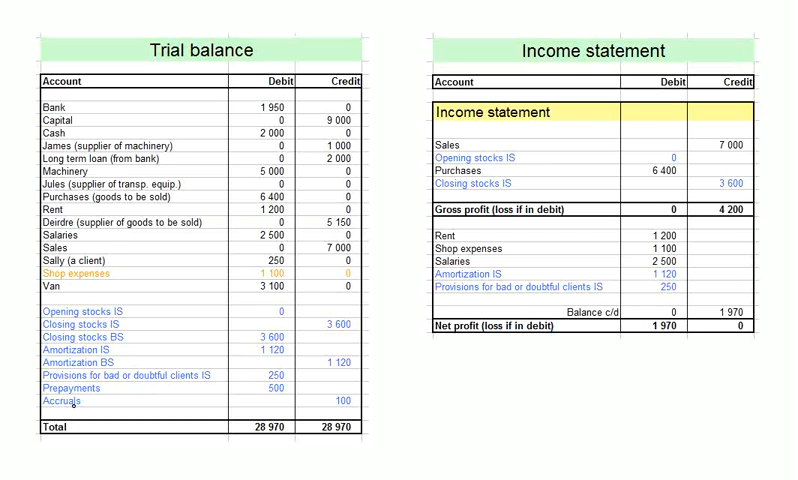 Trial balance
Account Debit Credit
Bank 1 950 0
Capital 0 9 000
Cash 2 000 0
James (supplier of machinery) 0 1 000
Long term loan (from bank) 0 2 000
Machinery 5 000 0
Jules (supplier of transp. equip.) 0 0
Purchases (goods to be sold) 6 400 0
Rent 1 200 0
Deirdre (supplier of goods to be sold) 0 5 150
Salaries 2 500 0
Sales 0 7 000
Sally (a client) 250 0
Shop expenses 1 100 0
Van 3 100 0
Opening stocks IS 0
Closing stocks IS 3 600
Closing stocks BS 3 600
Amortization IS 1 120
Amortization BS 1 120
Provisions for bad or doubtful clients IS 250
Prepayments 500
Accruals 100
Total 28 970 28 970
Income statement
Account Debit Credit
Income statement
Sales 7 000
Opening stocks IS 0
Purchases 6 400
Closing stocks IS 3 600
Gross profit (loss if in debit) 0 4 200
Rent 1 200
Shop expenses 1 100
Salaries 2 500
Amortization IS 1 120
Provisions for bad or doubtful clients IS 250
Balance c/d 0 1 970
Net profit (loss if in debit) 1 970 0